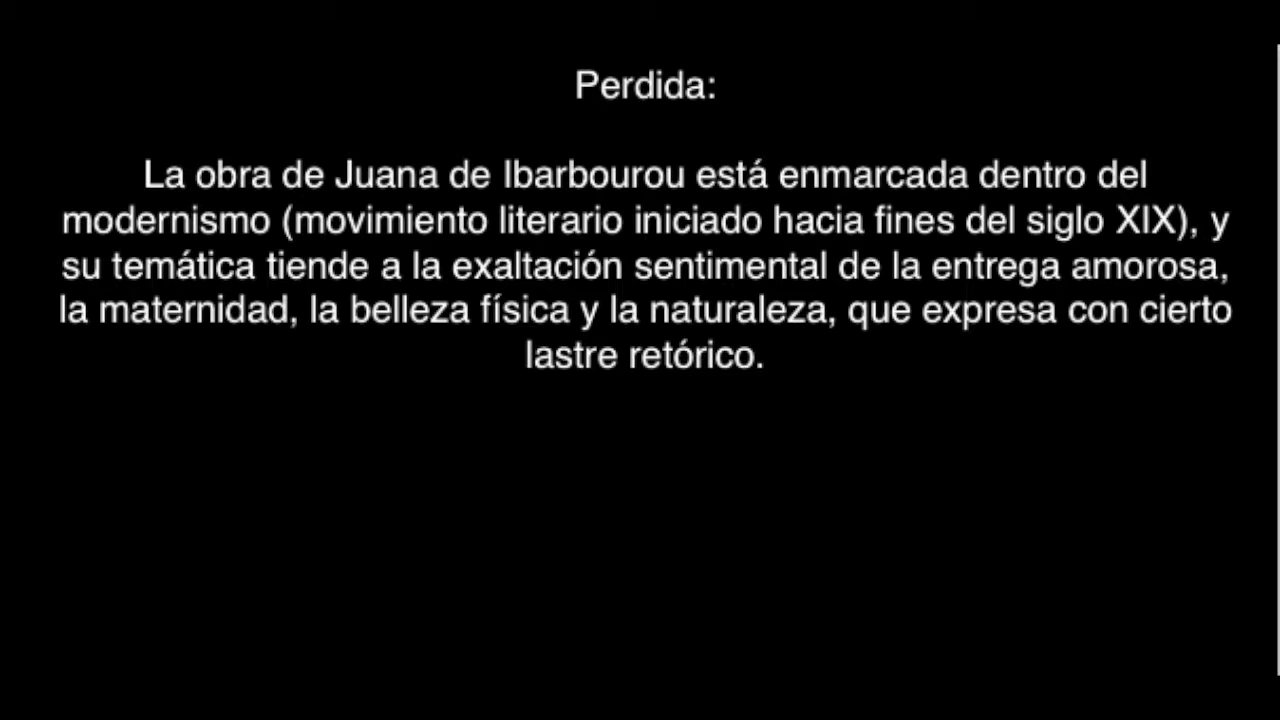 Perdida:
La obra de Juana de Ibarbourou está enmarcada dentro del
modernismo (movimiento literario iniciado hacia fines del siglo XIX), y
su temática tiende a la exaltación sentimental de la entrega amorosa,
la maternidad, la belleza física y la naturaleza, que expresa con cierto
lastre retórico.